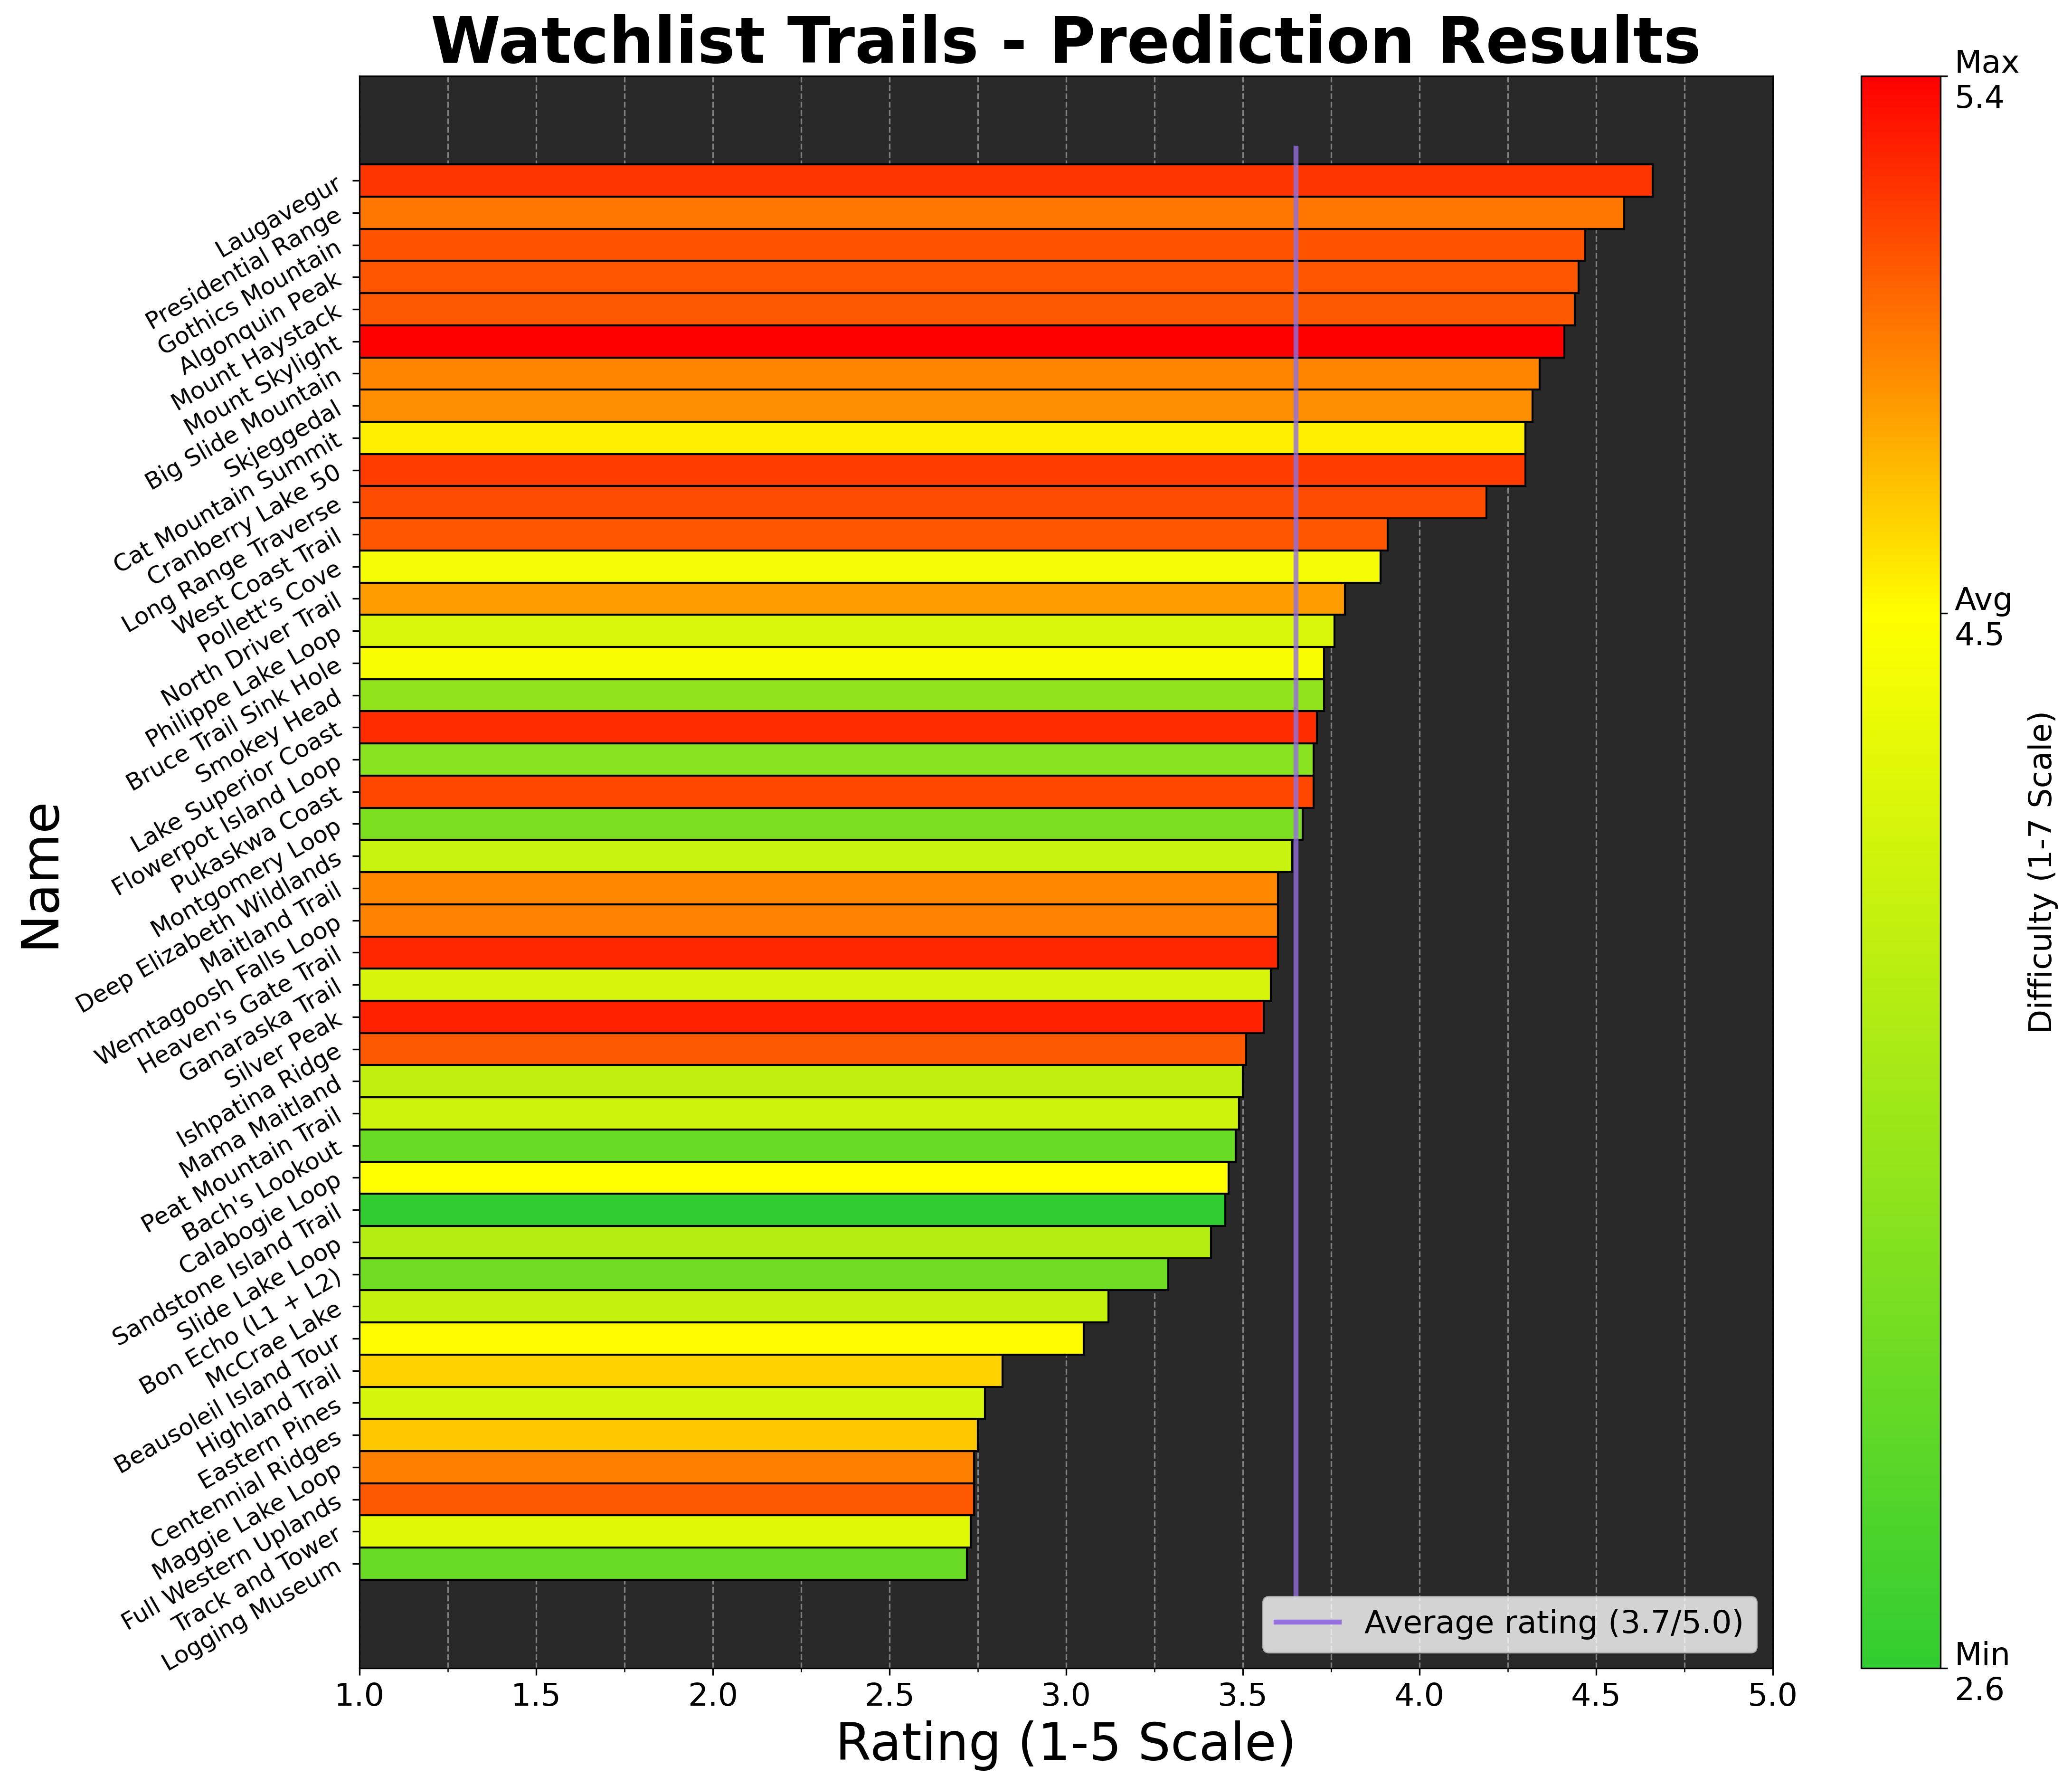 Watchlist Trails - Prediction Results
Name
Laugavegur
Presidential Range
Gothics Mountain
Algonquin Peak
Mount Haystack
Mount Skylight
Big Slide Mountain
Skjeggedal
Cat Mountain Summit
Cranberry Lake 50
Long Range Traverse
West Coast Trail
Pollett's Cove
North Driver Trail
Philippe Lake Loop
Bruce Trail Sink Hole
Smokey Head
Lake Superior Coast
Flowerpot Island Loop
Pukaskwa Coast
Montgomery Loop
Deep Elizabeth Wildlands
Maitland Trail
Wemtagoosh Falls Loop
Heaven's Gate Trail
Ganaraska Trail
Silver Peak
Ishpatina Ridge
Mama Maitland
Peat Mountain Trail
Bach's Lookout
Calabogie Loop
Sandstone Island Trail
Slide Lake Loop
Bon Echo (L1 + L2)
McCrae Lake
Beausoleil Island Tour
Highland Trail
Eastern Pines
Centennial Ridges
Maggie Lake Loop
Full Western Uplands
Track and Tower
Logging Museum
Average rating (3.7/5.0)
1.0 1.5 2.0 2.5 3.0 3.5 4.0 4.5 5.0
Rating (1-5 Scale)
Max
5.4
Avg
4.5
Min
2.6
Difficulty (1-7 Scale)